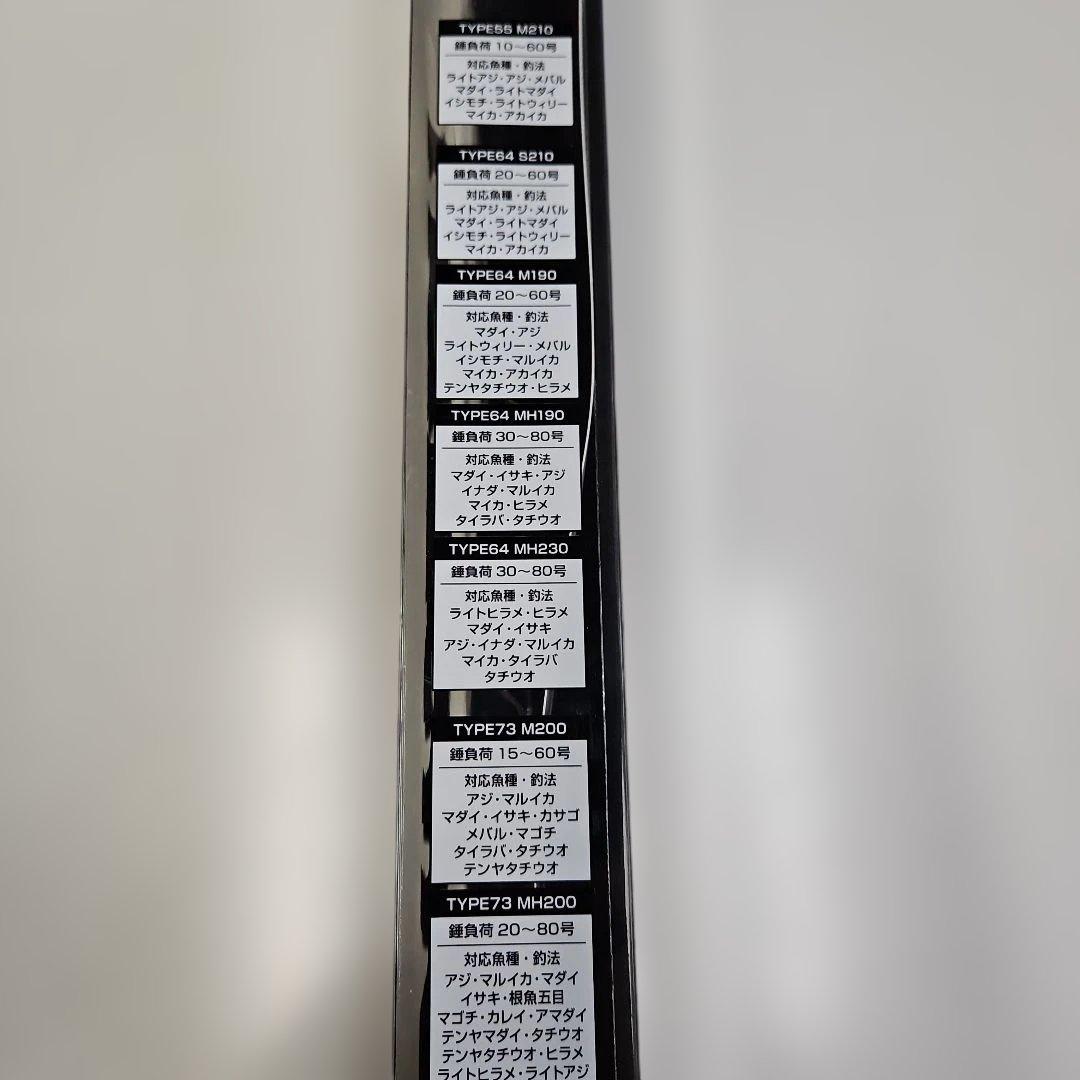 TYPE55 M210
錘負荷 10～60号
対応魚種・釣法
ライトアジ・アジ・メバル
マダイ・ライトマダイ
イシモチ・ライトウィリー
マイカ・アカイカ
TYPE64 S210
錘負荷 20～60号
対応魚種・釣法
ライトアジ・アジ・メバル
マダイ・ライトマダイ
イシモチ・ライトウィリー
マイカ・アカイカ
TYPE64 M190
錘負荷 20～60号
対応魚種・釣法
マダイ・アジ
ライトウィリー・メバル
イシモチ・マルイカ
マイカ・アカイカ
テンヤタチウオ・ヒラメ
TYPE64 MH190
錘負荷 30～80号
対応魚種・釣法
マダイ・イサキ・アジ
イナダ・マルイカ
マイカ・ヒラメ
タイラバ・タチウオ
TYPE64 MH230
錘負荷 30～80号
対応魚種・釣法
ライトヒラメ・ヒラメ
マダイ・イサキ
アジ・イナダ・マルイカ
マイカ・タイラバ
タチウオ
TYPE73 M200
錘負荷 15～60号
対応魚種・釣法
アジ・マルイカ
マダイ・イサキ・カサゴ
メバル・マゴチ
タイラバ・タチウオ
テンヤタチウオ
TYPE73 MH200
錘負荷 20～80号
対応魚種・釣法
アジ・マルイカ・マダイ
イサキ・根魚五目
マゴチ・カレイ・アマダイ
テンヤマダイ・タチウオ
テンヤタチウオ・ヒラメ
ライトヒラメ・ライトアジ